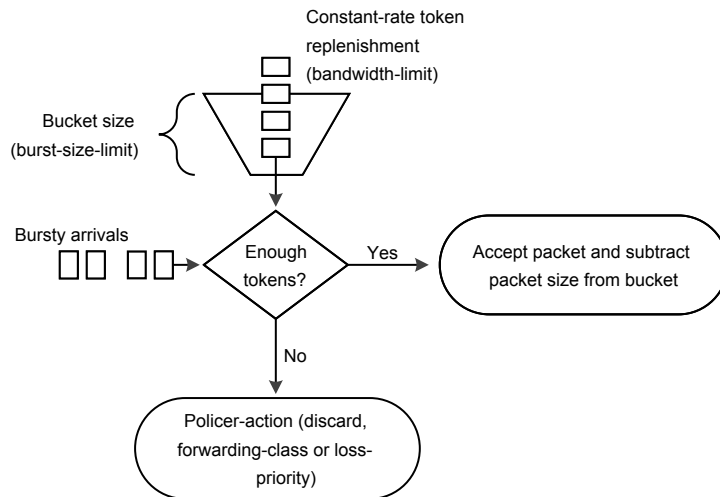 Constant-rate token
replenishment
(bandwidth-limit)
Bucket size
(burst-size-limit)
Bursty arrivals
Enough
tokens?
Yes
Accept packet and subtract
packet size from bucket
No
Policer-action (discard,
forwarding-class or loss-
priority)